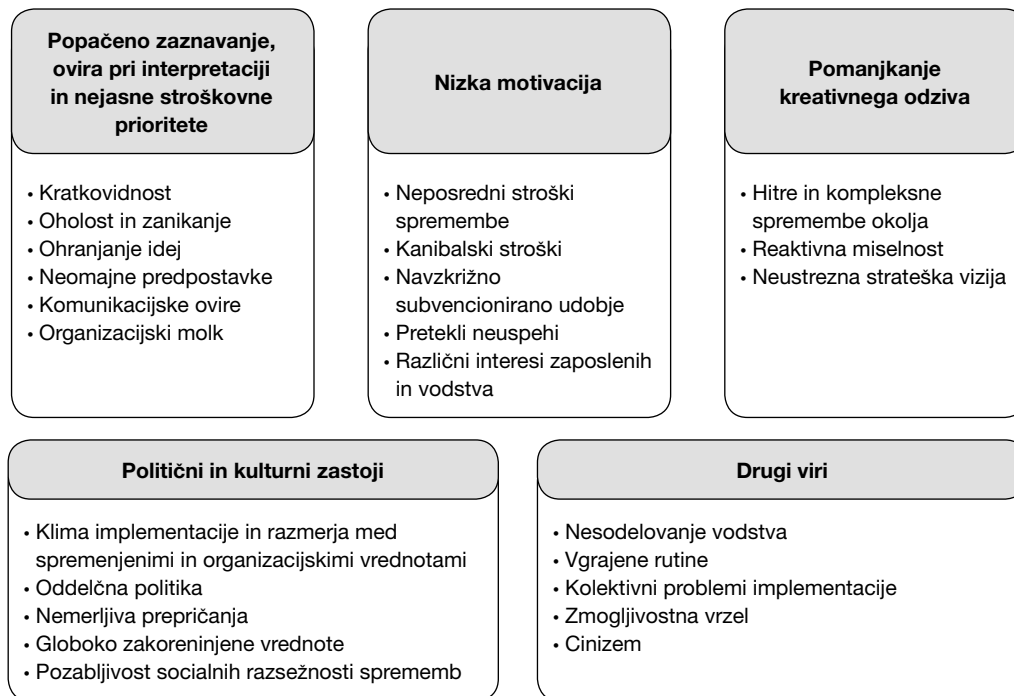 Popačeno zaznavanje,
ovira pri interpretaciji
in nejasne stroškovne
prioritete
• Kratkovidnost
• Oholost in zanikanje
• Ohranjanje idej
• Neomajne predpostavke
• Komunikacijske ovire
• Organizacijski molk
Nizka motivacija
• Neposredni stroški
spremembe
• Kanibalski stroški
• Navzkrižno
subvencionirano udobje
• Pretekli neuspehi
• Različni interesi zaposlenih
in vodstva
Pomanjkanje
kreativnega odziva
• Hitre in kompleksne
spremembe okolja
• Reaktivna miselnost
• Neustrezna strateška vizija
Politični in kulturni zastoji
• Klima implementacije in razmerja med
spremenjenimi in organizacijskimi vrednotami
• Oddelčna politika
• Nemerljiva prepričanja
• Globoko zakoreninjene vrednote
• Pozabljivost socialnih razsežnosti sprememb
Drugi viri
• Nesodelovanje vodstva
• Vgrajene rutine
• Kolektivni problemi implementacije
• Zmogljivostna vrzel
• Cinizem